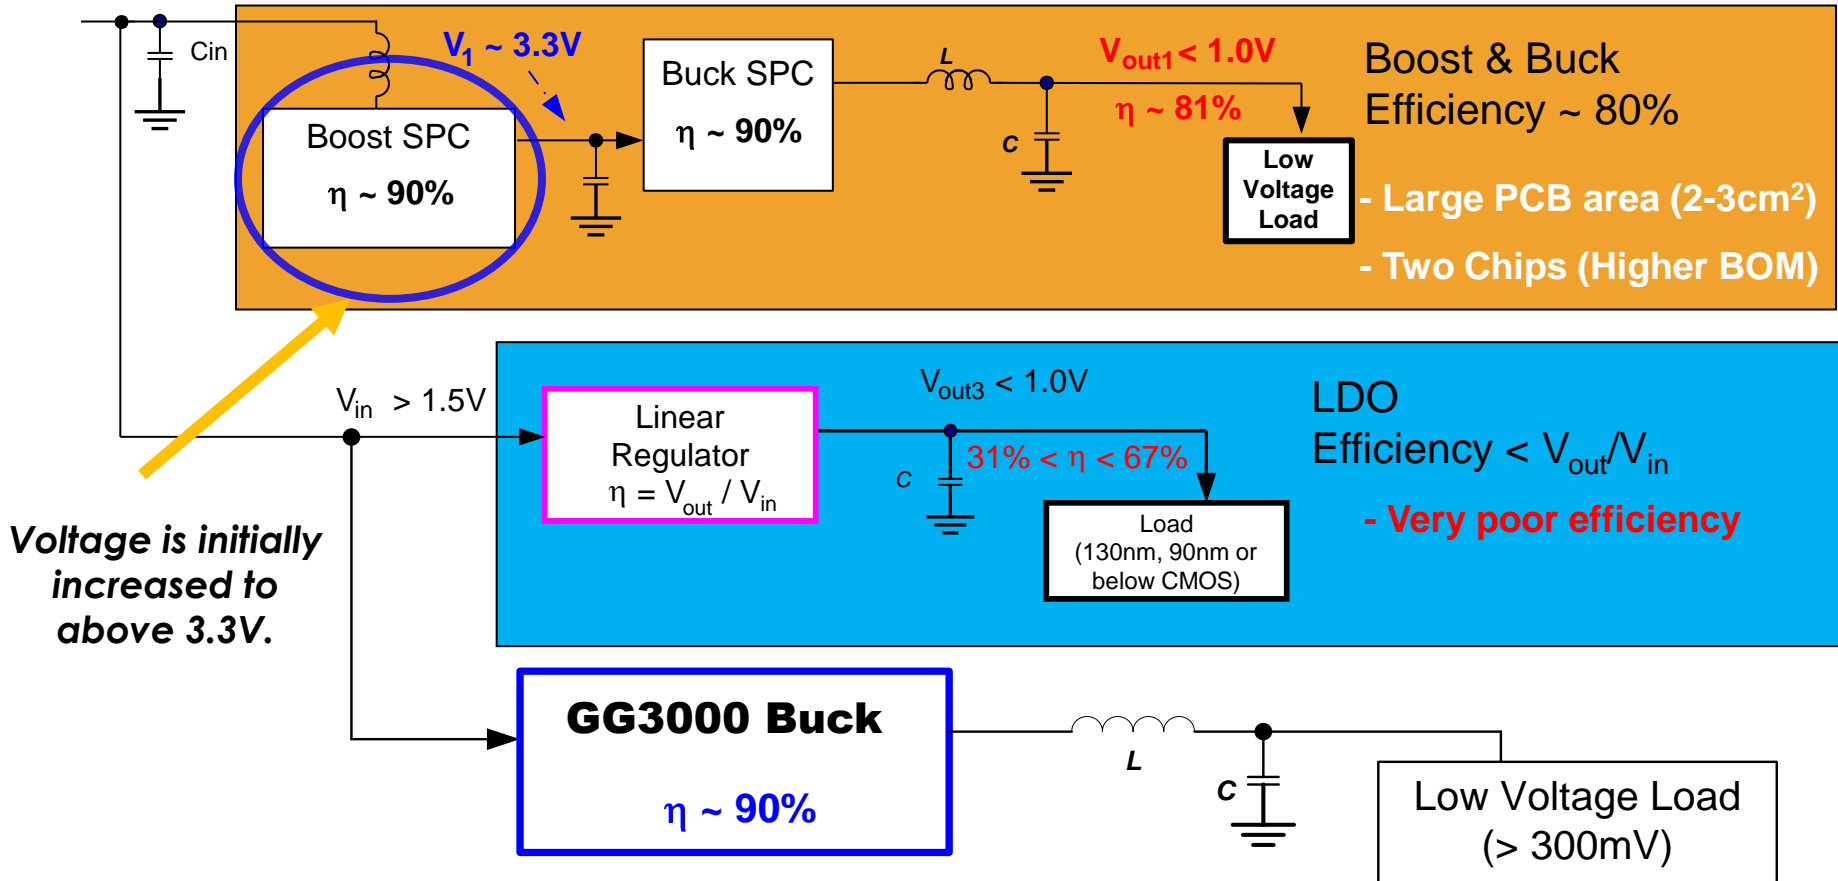 Cin
V1 ~ 3.3V
Boost SPC
η ~ 90%
Buck SPC
η ~ 90%
L
C
Vout1 < 1.0V
η ~ 81%
Low
Voltage
Load
Boost & Buck
Efficiency ~ 80%
- Large PCB area (2-3cm²)
- Two Chips (Higher BOM)
Voltage is initially
increased to
above 3.3V.
Vin > 1.5V
Linear
Regulator
η = Vout / Vin
Vout3 < 1.0V
31% < η < 67%
C
Load
(130nm, 90nm or
below CMOS)
LDO
Efficiency < Vout/Vin
- Very poor efficiency
GG3000 Buck
η ~ 90%
L
C
Low Voltage Load
(> 300mV)